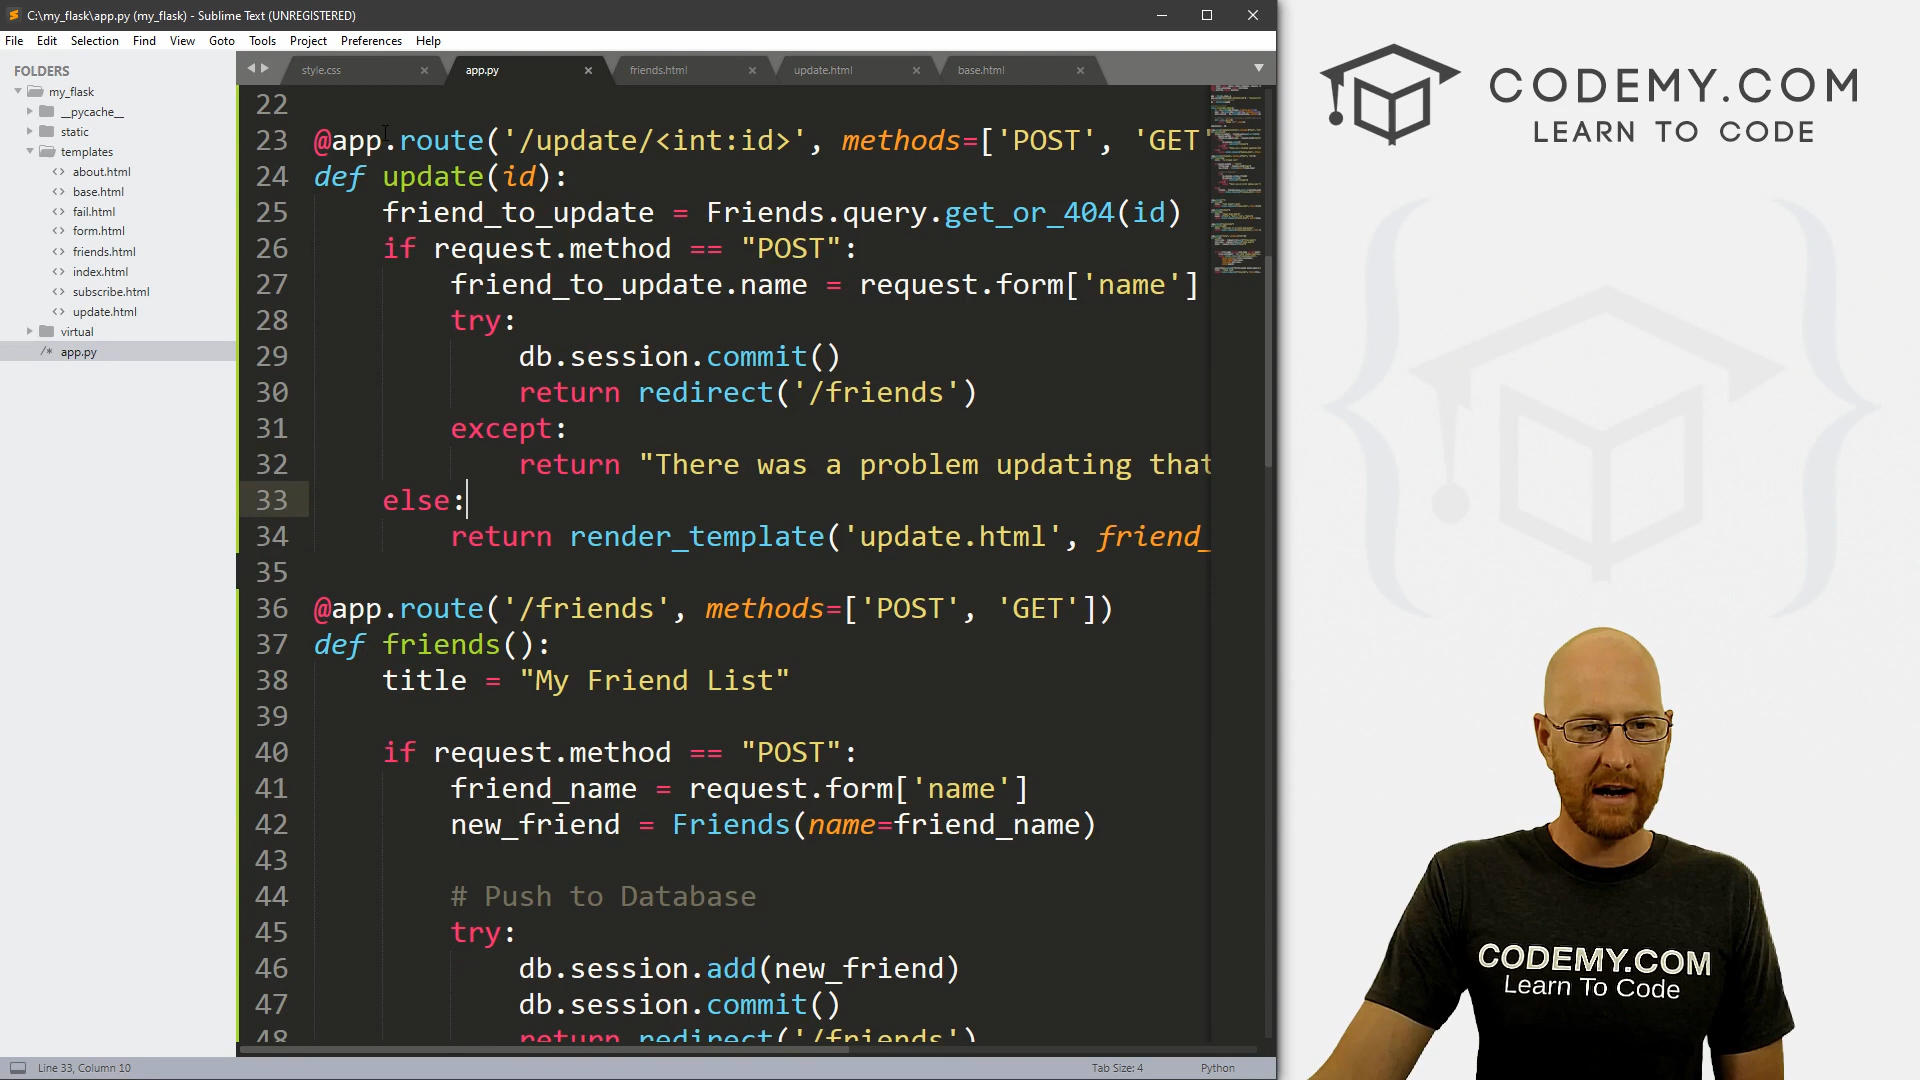 C:\my_flask\app.py (my_flask) - Sublime Text (UNREGISTERED)
File Edit Selection Find View Goto Tools Project Preferences Help
FOLDERS
my_flask
__pycache__
static
templates
about.html
base.html
fail.html
form.html
friends.html
index.html
subscribe.html
update.html
virtual
app.py
style.css app.py friends.html update.html base.html
22
23 @app.route('/update/<int:id>', methods=['POST', 'GET'
24 def update(id):
25 friend_to_update = Friends.query.get_or_404(id)
26 if request.method == "POST":
27 friend_to_update.name = request.form['name']
28 try:
29 db.session.commit()
30 return redirect('/friends')
31 except:
32 return "There was a problem updating that
33 else:
34 return render_template('update.html', friend_
35
36 @app.route('/friends', methods=['POST', 'GET'])
37 def friends():
38 title = "My Friend List"
39
40 if request.method == "POST":
41 friend_name = request.form['name']
42 new_friend = Friends(name=friend_name)
43
44 # Push to Database
45 try:
46 db.session.add(new_friend)
47 db.session.commit()
48 return redirect('/friends')
Line 33, Column 10
Tab Size: 4 Python
CODEMY.COM
LEARN TO CODE
CODEMY.COM
Learn To Code